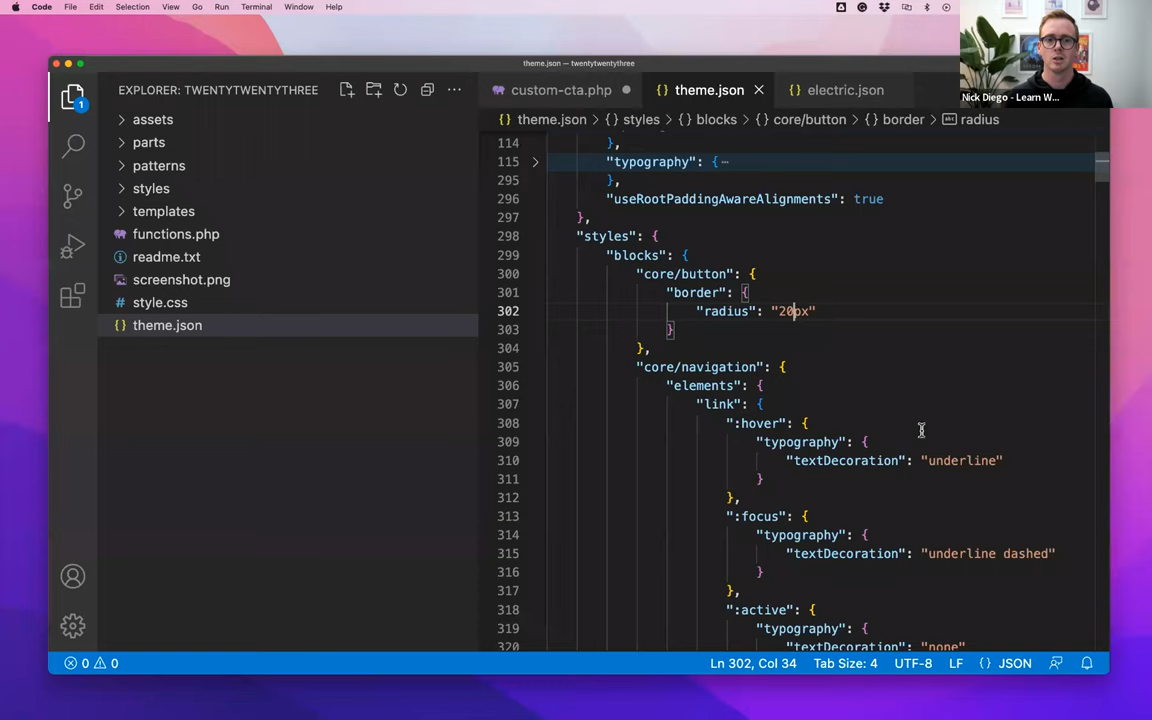 Code File Edit Selection View Go Run Terminal Window Help
theme.json — twentytwentythree
Nick Diego - Learn W...
EXPLORER: TWENTYTWENTYTHREE
1
assets
parts
patterns
styles
templates
functions.php
readme.txt
screenshot.png
style.css
theme.json
custom-cta.php
{} theme.json
{} electric.json
{} theme.json > {} styles > {} blocks > {} core/button > {} border > radius
114 },
115 "typography": { ...
295 },
296 "useRootPaddingAwareAlignments": true
297 },
298 "styles": {
299 "blocks": {
300 "core/button": {
301 "border": {
302 "radius": "20px"
303 }
304 },
305 "core/navigation": {
306 "elements": {
307 "link": {
308 ":hover": {
309 "typography": {
310 "textDecoration": "underline"
311 }
312 },
313 ":focus": {
314 "typography": {
315 "textDecoration": "underline dashed"
316 }
317 },
318 ":active": {
319 "typography": {
320 "textDecoration": "none"
0 0 Ln 302, Col 34 Tab Size: 4 UTF-8 LF {} JSON